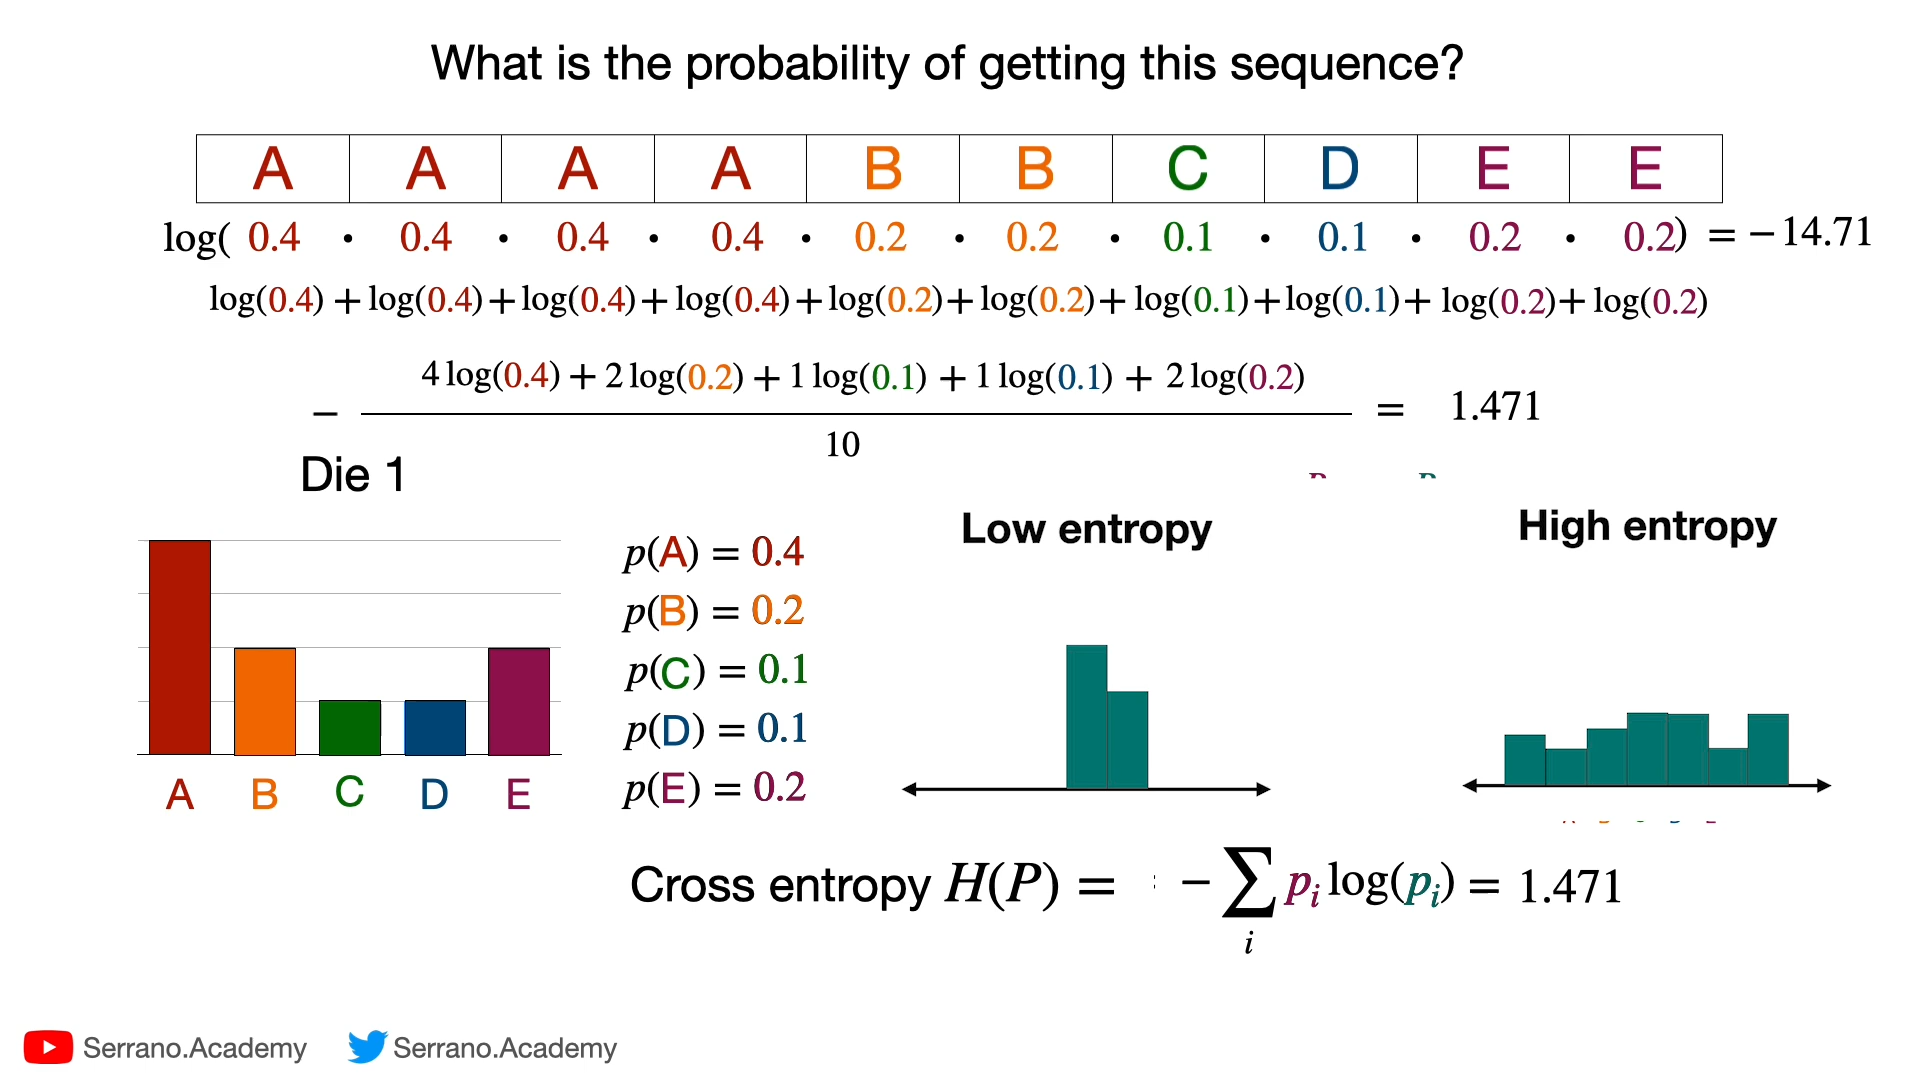 What is the probability of getting this sequence?
A A A A B B C D E E
log( 0.4 · 0.4 · 0.4 · 0.4 · 0.2 · 0.2 · 0.1 · 0.1 · 0.2 · 0.2) = −14.71
log(0.4) + log(0.4) + log(0.4) + log(0.4) + log(0.2) + log(0.2) + log(0.1) + log(0.1) + log(0.2) + log(0.2)
4 log(0.4) + 2 log(0.2) + 1 log(0.1) + 1 log(0.1) + 2 log(0.2)
− = 1.471
10
Die 1
A B C D E
p(A) = 0.4
p(B) = 0.2
p(C) = 0.1
p(D) = 0.1
p(E) = 0.2
Low entropy
High entropy
Cross entropy H(P) = − ∑ pᵢ log(pᵢ) = 1.471
i
Serrano.Academy
Serrano.Academy